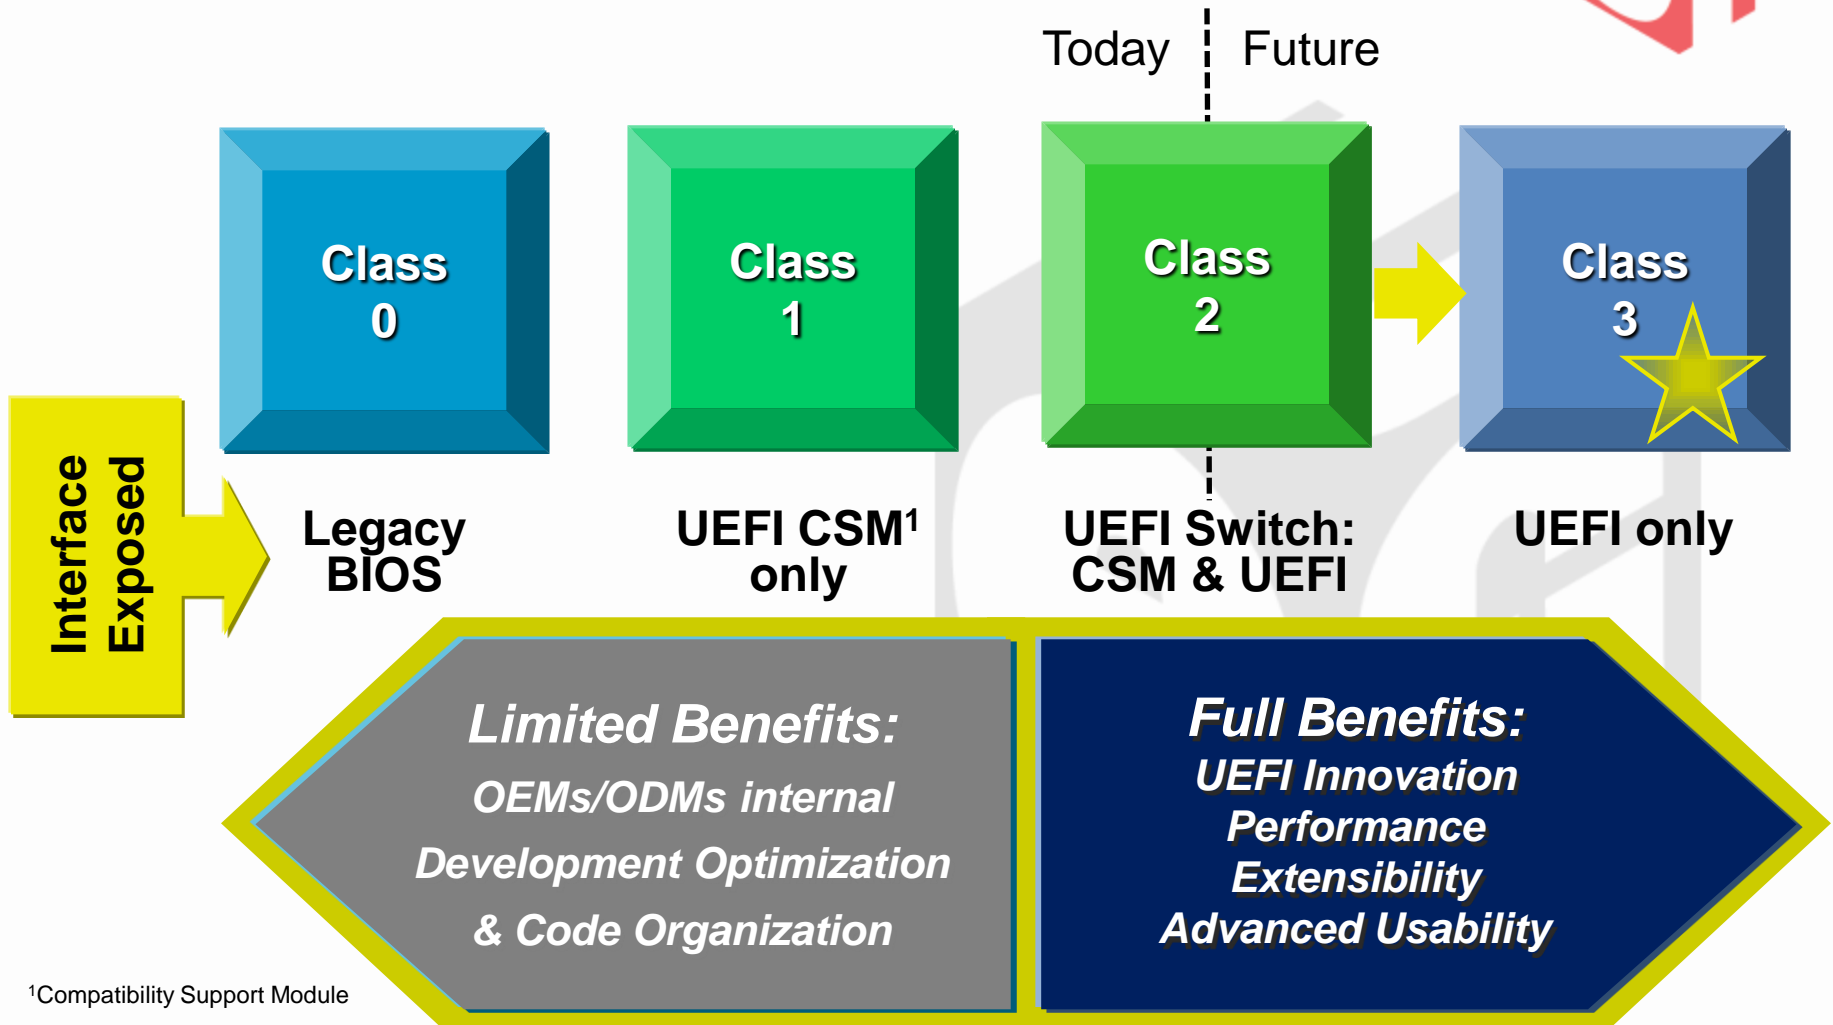 Today
Future
Class
0
Class
1
Class
2
Class
3
Interface
Exposed
Legacy
BIOS
UEFI CSM¹
only
UEFI Switch:
CSM & UEFI
UEFI only
Limited Benefits:
OEMs/ODMs internal
Development Optimization
& Code Organization
Full Benefits:
UEFI Innovation
Performance
Extensibility
Advanced Usability
¹Compatibility Support Module